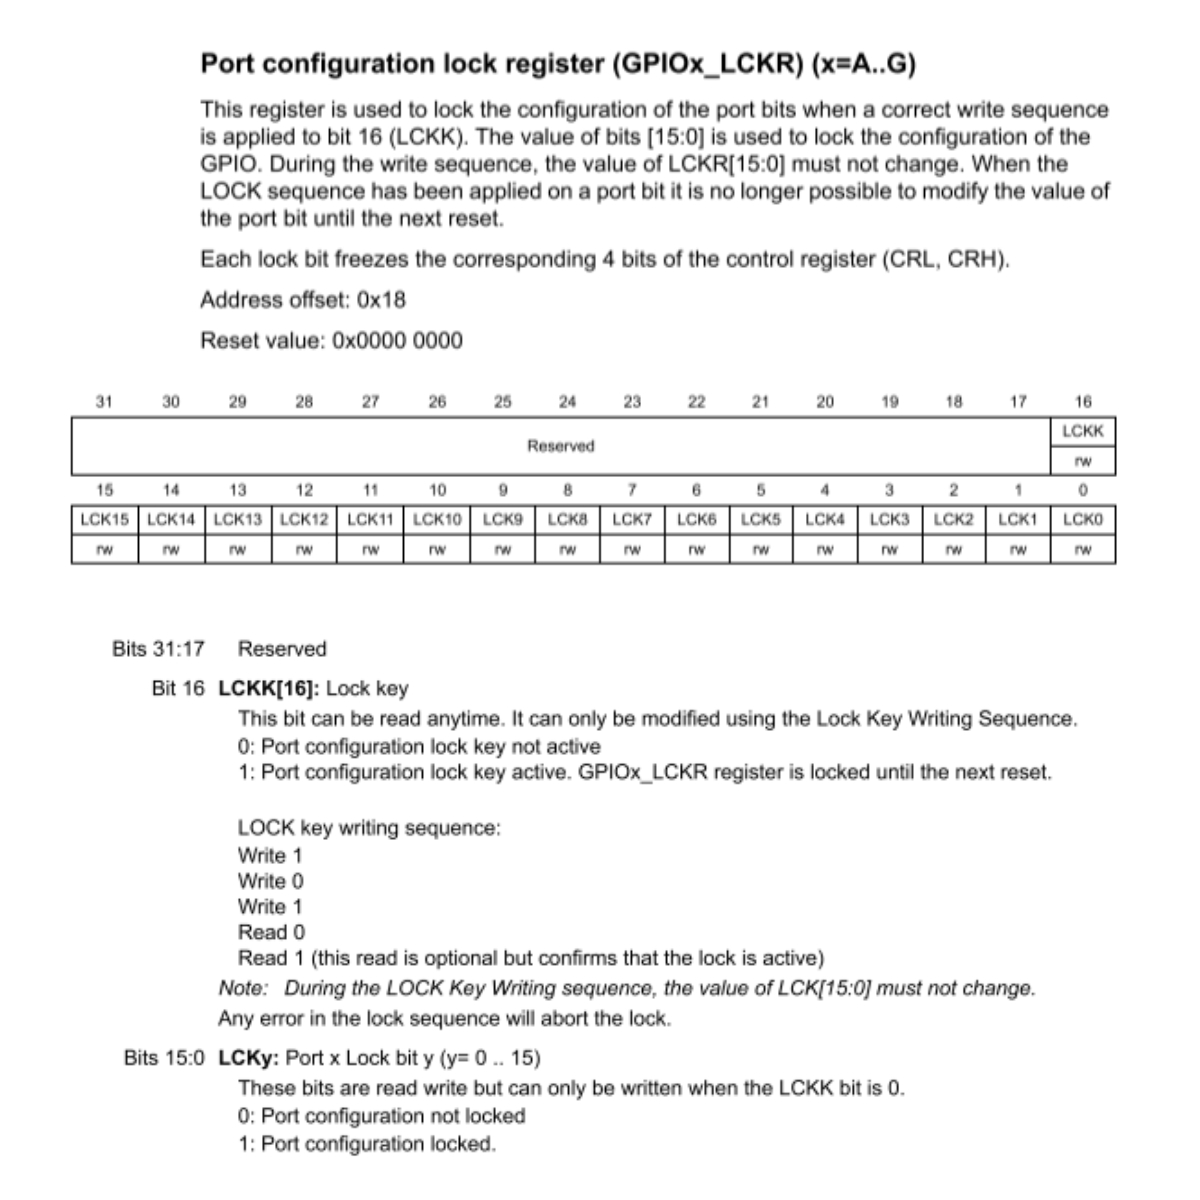 Port configuration lock register (GPIOx_LCKR) (x=A..G)
This register is used to lock the configuration of the port bits when a correct write sequence
is applied to bit 16 (LCKK). The value of bits [15:0] is used to lock the configuration of the
GPIO. During the write sequence, the value of LCKR[15:0] must not change. When the
LOCK sequence has been applied on a port bit it is no longer possible to modify the value of
the port bit until the next reset.
Each lock bit freezes the corresponding 4 bits of the control register (CRL, CRH).
Address offset: 0x18
Reset value: 0x0000 0000
31 30 29 28 27 26 25 24 23 22 21 20 19 18 17 16
Reserved LCKK
rw
15 14 13 12 11 10 9 8 7 6 5 4 3 2 1 0
LCK15 LCK14 LCK13 LCK12 LCK11 LCK10 LCK9 LCK8 LCK7 LCK6 LCK5 LCK4 LCK3 LCK2 LCK1 LCK0
rw rw rw rw rw rw rw rw rw rw rw rw rw rw rw rw
Bits 31:17 Reserved
Bit 16 LCKK[16]: Lock key
This bit can be read anytime. It can only be modified using the Lock Key Writing Sequence.
0: Port configuration lock key not active
1: Port configuration lock key active. GPIOx_LCKR register is locked until the next reset.
LOCK key writing sequence:
Write 1
Write 0
Write 1
Read 0
Read 1 (this read is optional but confirms that the lock is active)
Note: During the LOCK Key Writing sequence, the value of LCK[15:0] must not change.
Any error in the lock sequence will abort the lock.
Bits 15:0 LCKy: Port x Lock bit y (y= 0 .. 15)
These bits are read write but can only be written when the LCKK bit is 0.
0: Port configuration not locked
1: Port configuration locked.